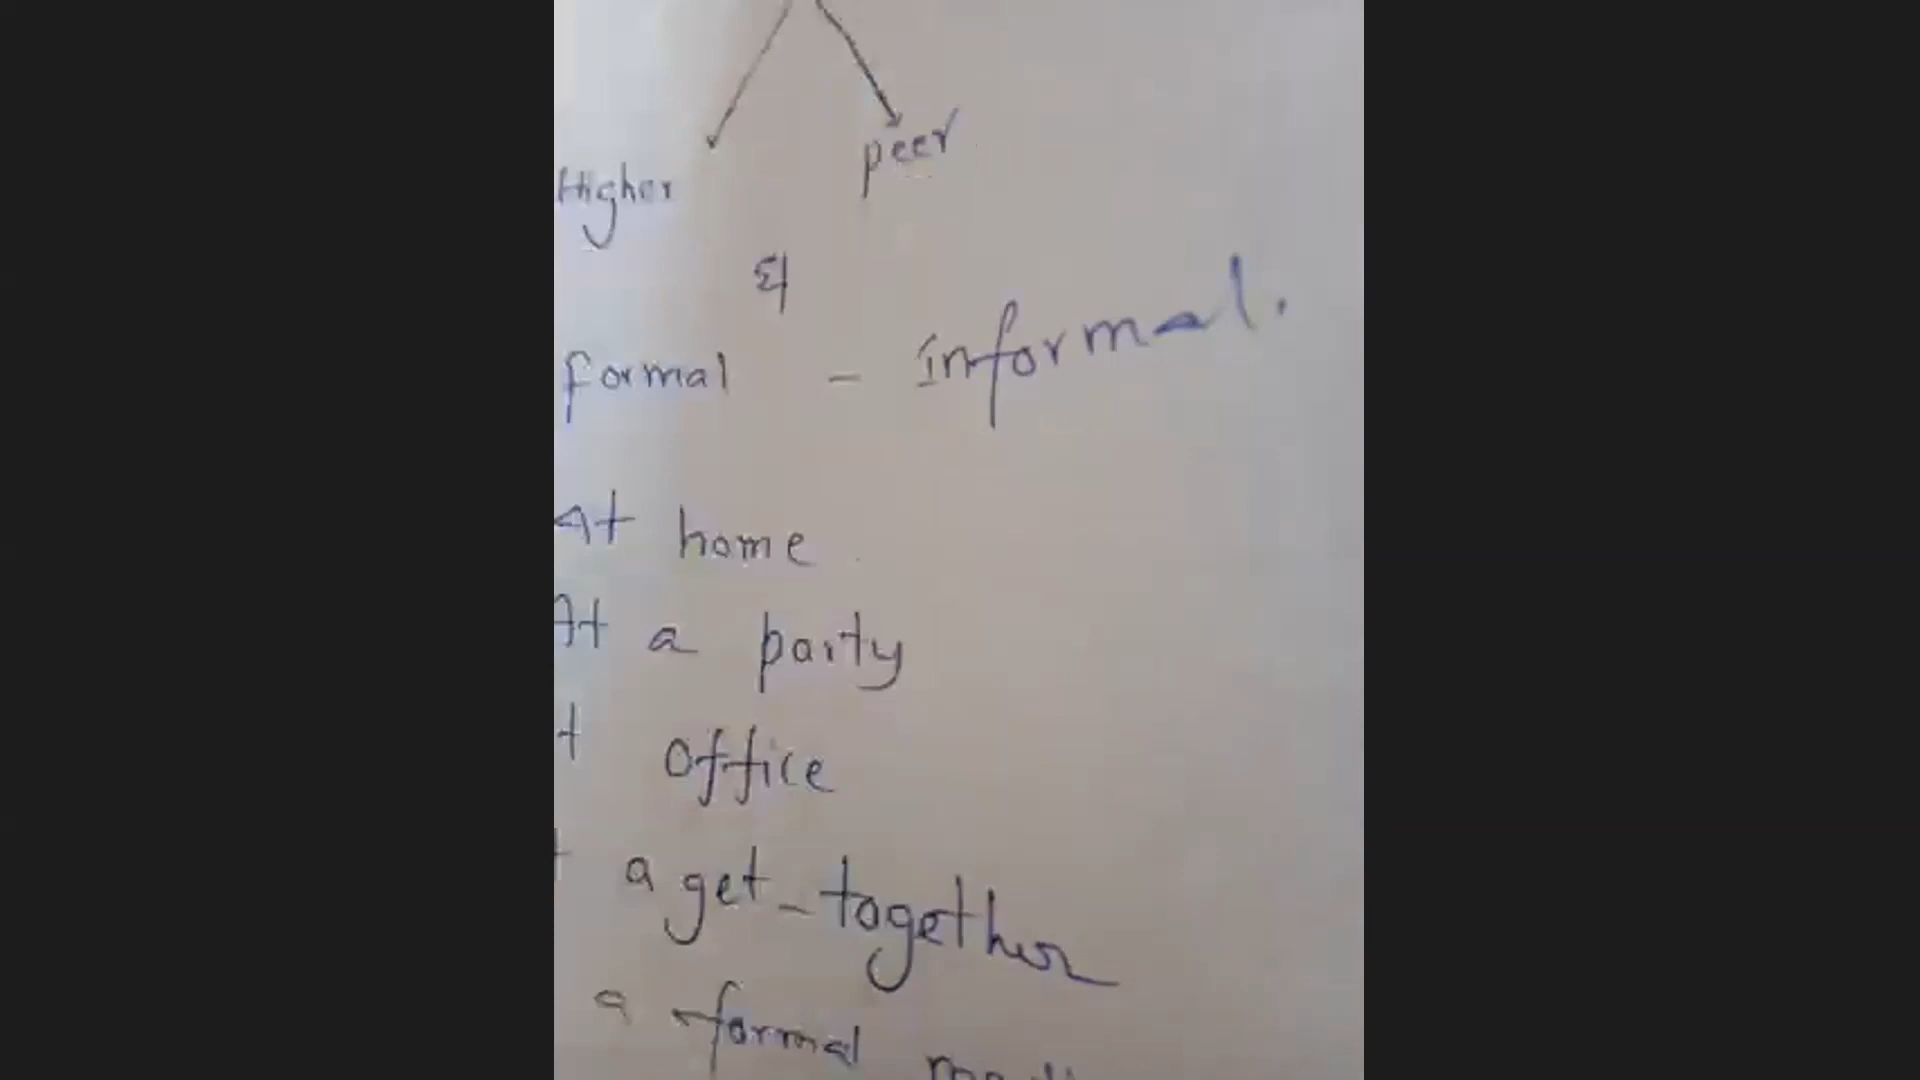 Higher peer
घ
formal - Informal.
At home
At a party
office
a get-together
a formal